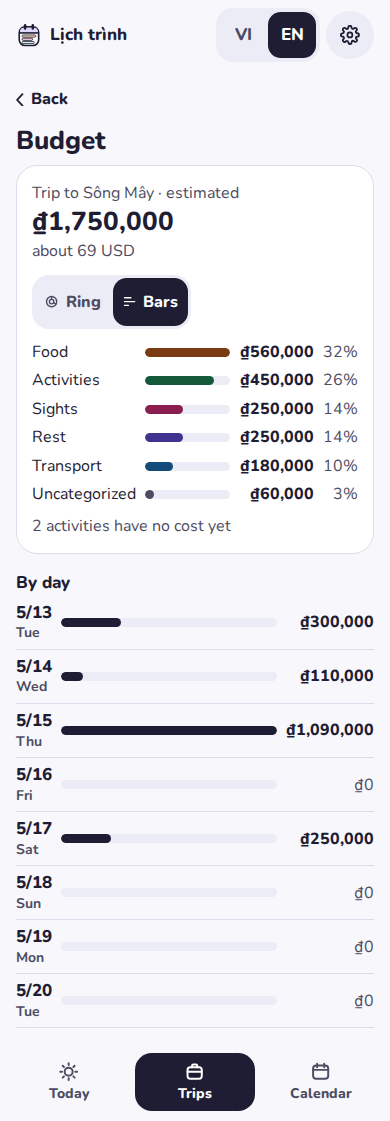 Lịch trình
VI
EN
Back
Budget
Trip to Sông Mây · estimated
₫1,750,000
about 69 USD
Ring
Bars
Food ₫560,000 32%
Activities ₫450,000 26%
Sights ₫250,000 14%
Rest ₫250,000 14%
Transport ₫180,000 10%
Uncategorized ₫60,000 3%
2 activities have no cost yet
By day
5/13 ₫300,000
Tue
5/14 ₫110,000
Wed
5/15 ₫1,090,000
Thu
5/16 ₫0
Fri
5/17 ₫250,000
Sat
5/18 ₫0
Sun
5/19 ₫0
Mon
5/20 ₫0
Tue
Today
Trips
Calendar